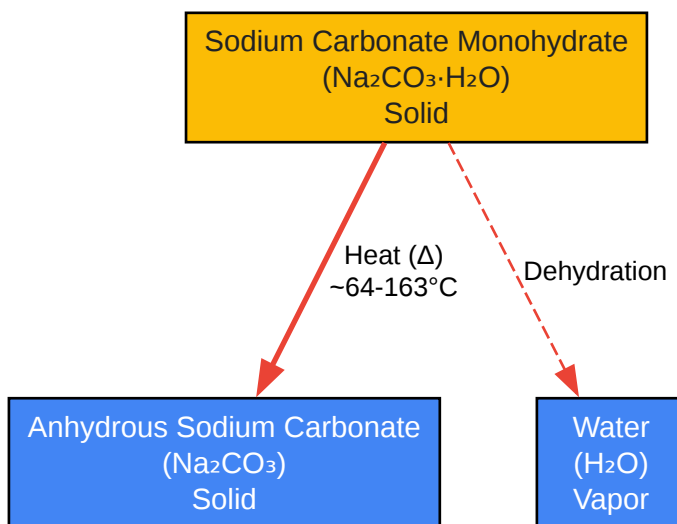 Sodium Carbonate Monohydrate
(Na₂CO₃·H₂O)
Solid
Heat (Δ)
~64-163°C
Dehydration
Anhydrous Sodium Carbonate
(Na₂CO₃)
Solid
Water
(H₂O)
Vapor